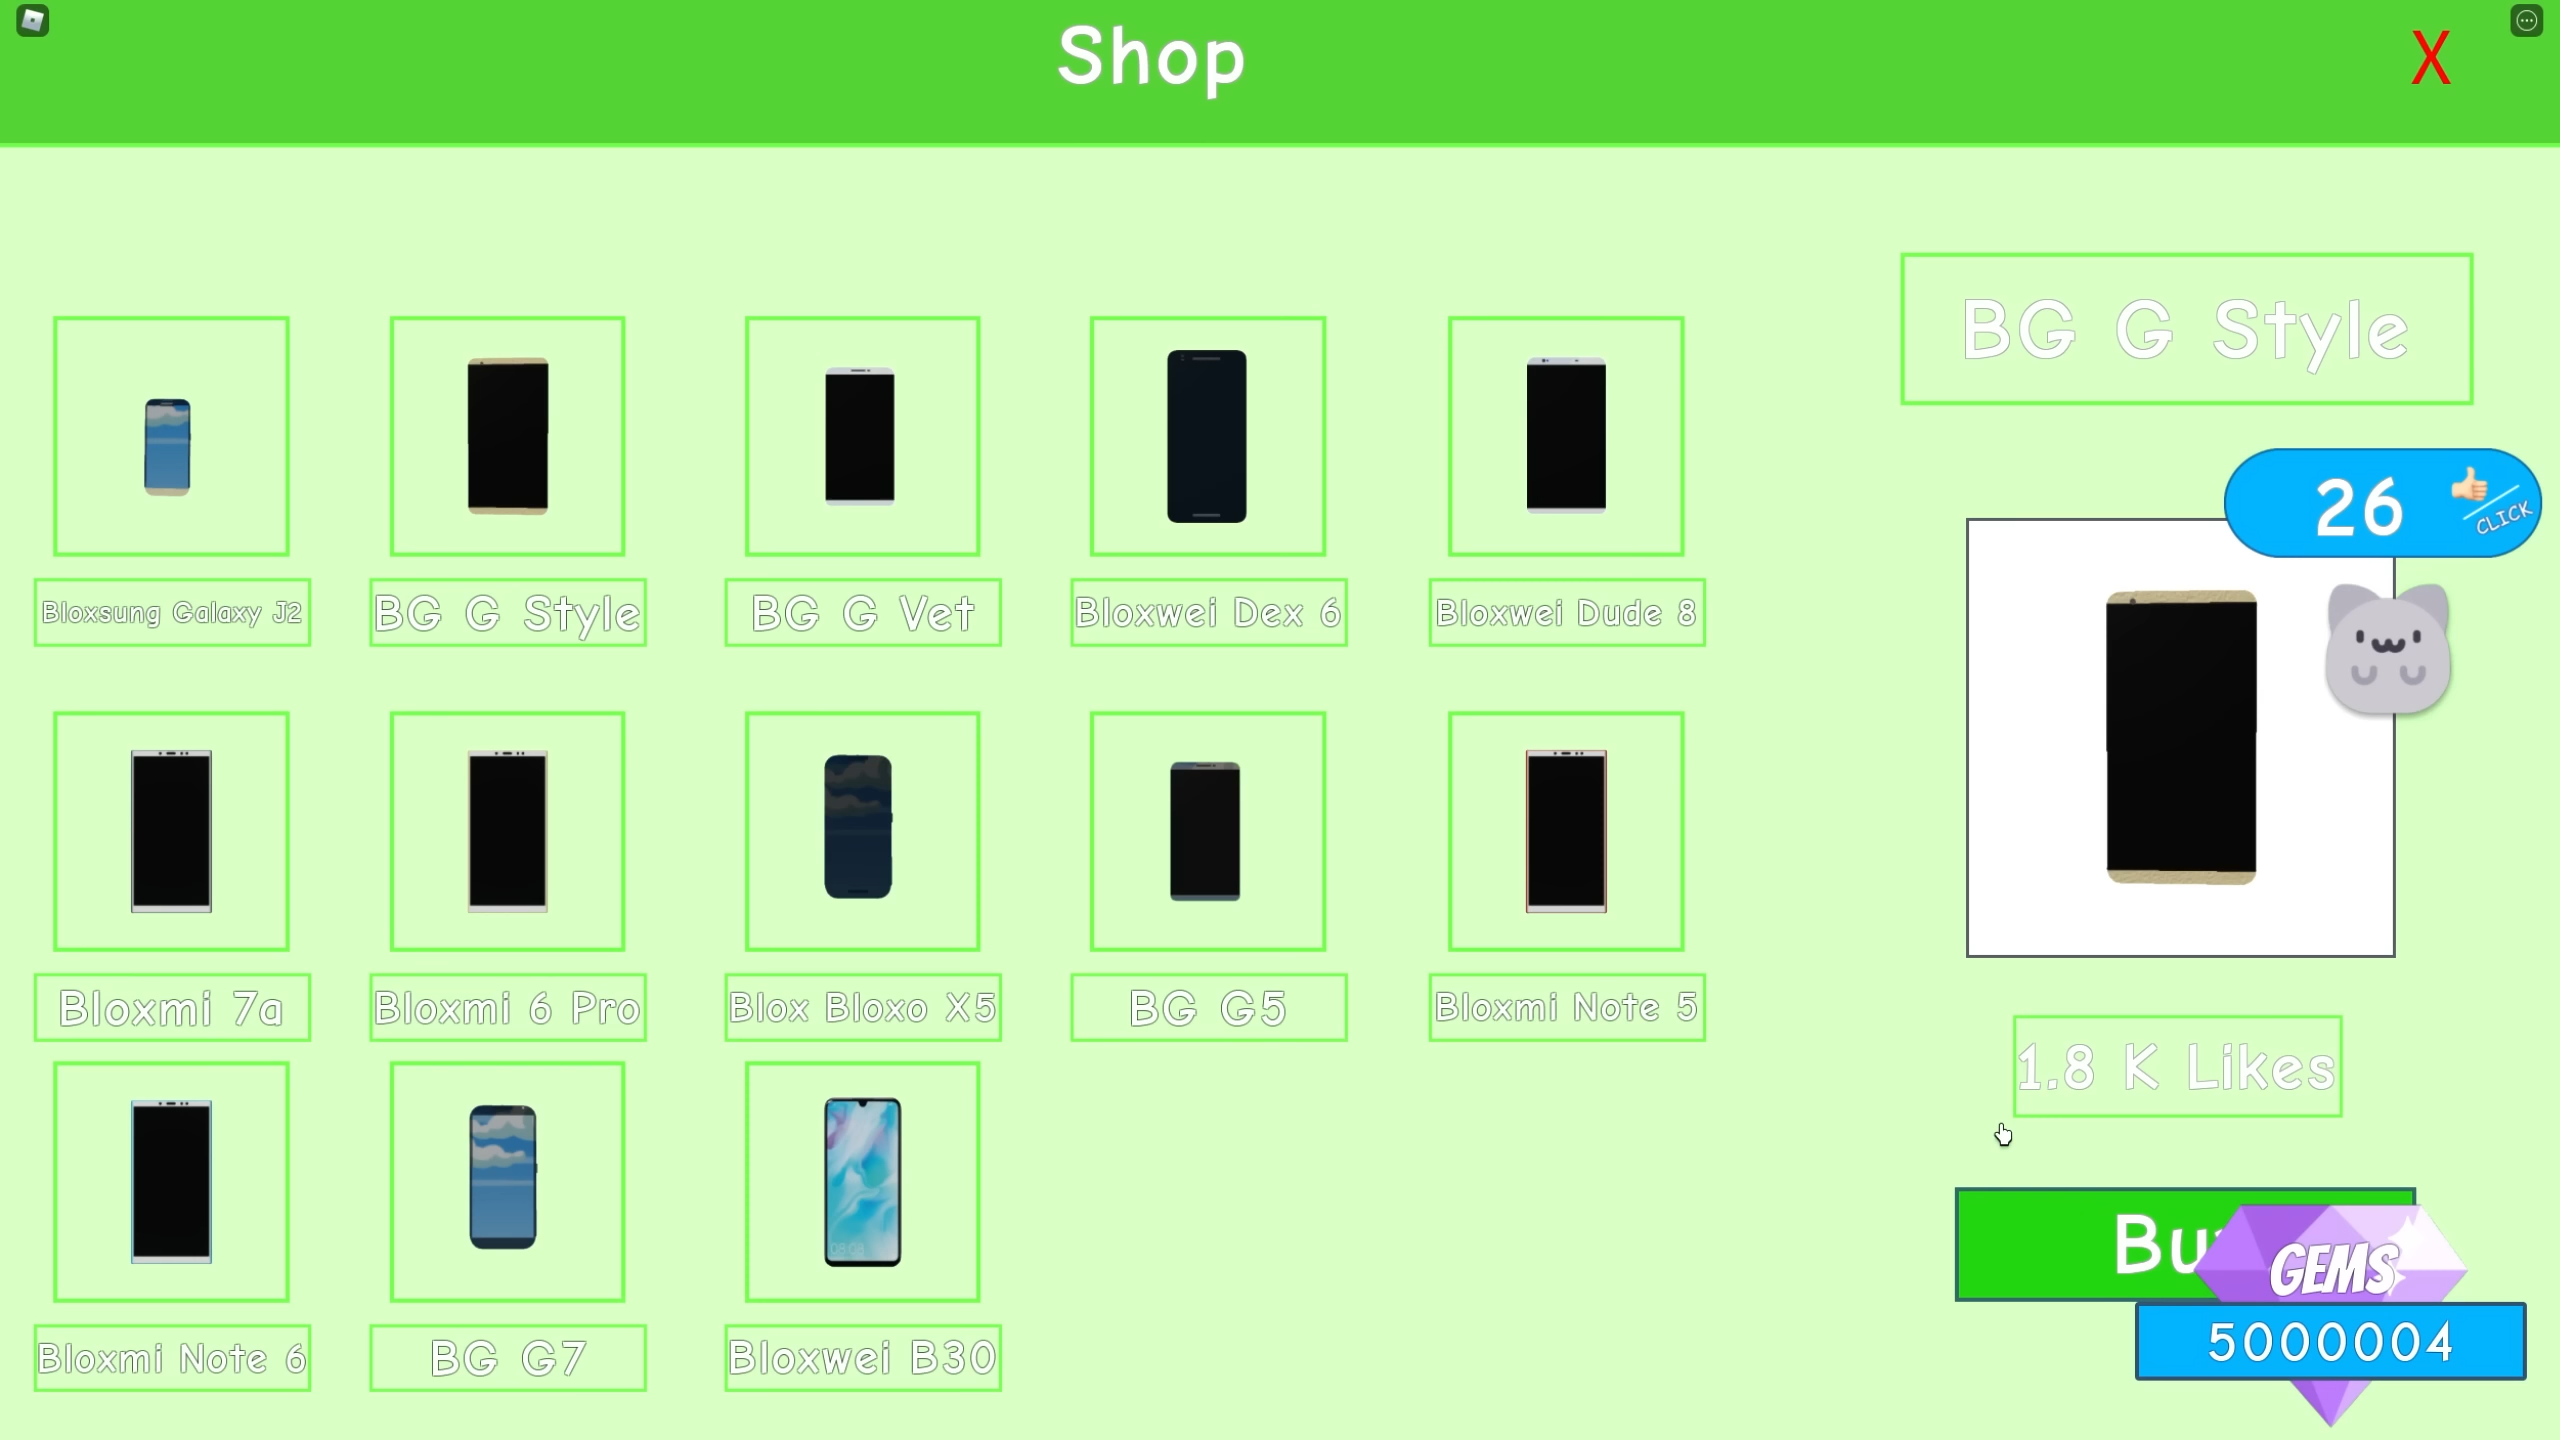 Shop
X
BG G Style
26
CLICK
Bloxsung Galaxy J2
BG G Style
BG G Vet
Bloxwei Dex 6
Bloxwei Dude 8
Bloxmi 7a
Bloxmi 6 Pro
Blox Bloxo X5
BG G5
Bloxmi Note 5
1.8 K Likes
08:08
Bu
GEMS
5000004
Bloxmi Note 6
BG G7
Bloxwei B30